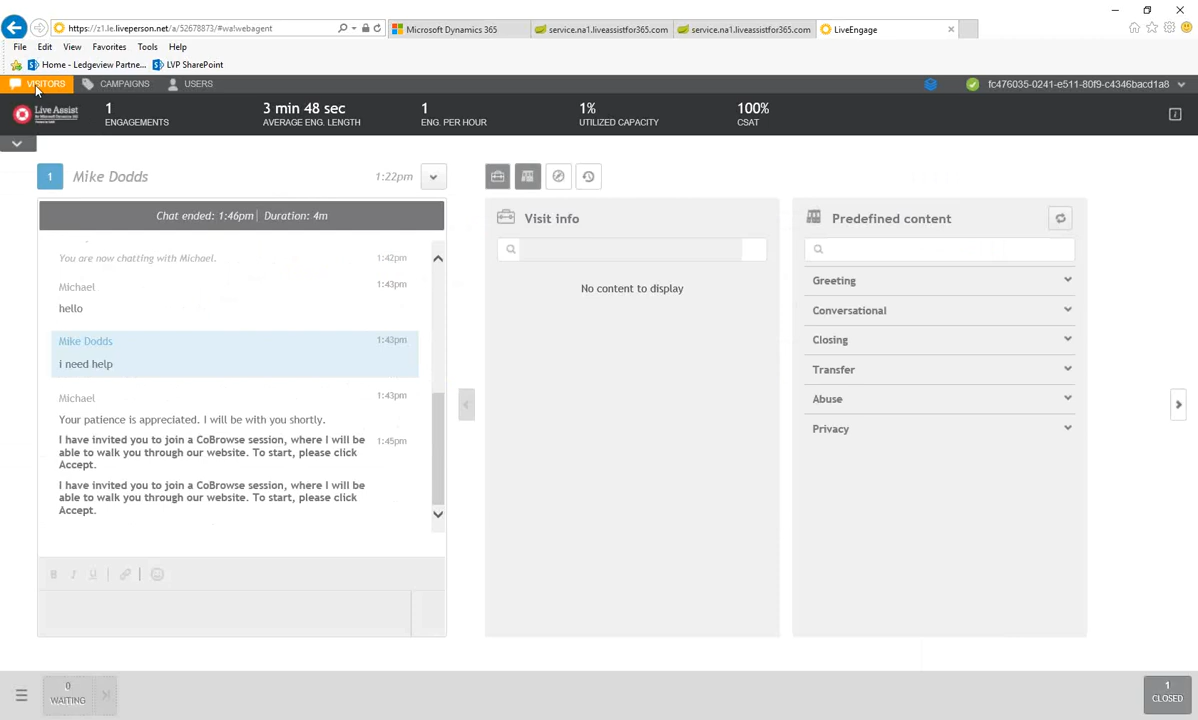 https://z1.le.liveperson.net/a/52678873/#wa!webagent
Microsoft Dynamics 365
service.na1.liveassistfor365.com
service.na1.liveassistfor365.com
LiveEngage
File Edit View Favorites Tools Help
Home - Ledgeview Partne...
LVP SharePoint
VISITORS
CAMPAIGNS
USERS
fc476035-0241-e511-80f9-c4346bacd1a8
Live Assist
1
ENGAGEMENTS
3 min 48 sec
AVERAGE ENG. LENGTH
1
ENG. PER HOUR
1%
UTILIZED CAPACITY
100%
CSAT
1 Mike Dodds 1:22pm
Chat ended: 1:46pm | Duration: 4m
You are now chatting with Michael. 1:42pm
Michael 1:43pm
hello
Mike Dodds 1:43pm
i need help
Michael 1:43pm
Your patience is appreciated. I will be with you shortly.
I have invited you to join a CoBrowse session, where I will be 1:45pm
able to walk you through our website. To start, please click
Accept.
I have invited you to join a CoBrowse session, where I will be
able to walk you through our website. To start, please click
Accept.
B I U
Visit info
No content to display
Predefined content
Greeting
Conversational
Closing
Transfer
Abuse
Privacy
0
WAITING
1
CLOSED